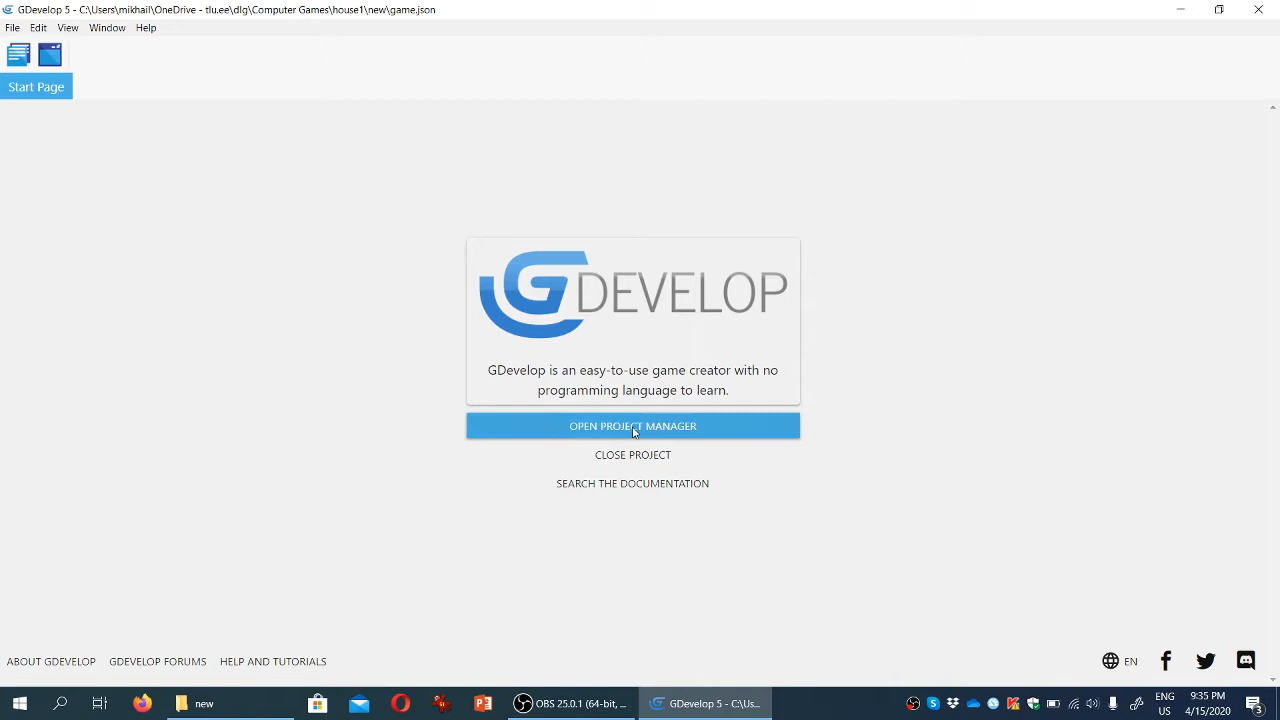 GDevelop 5 - C:\Users\mikhail\OneDrive - tlu.ee\dlg\Computer Games\house1\new\game.json
File Edit View Window Help
Start Page
GDEVELOP
GDevelop is an easy-to-use game creator with no
programming language to learn.
OPEN PROJECT MANAGER
CLOSE PROJECT
SEARCH THE DOCUMENTATION
ABOUT GDEVELOP GDEVELOP FORUMS HELP AND TUTORIALS EN
new OBS 25.0.1 (64-bit, ... GDevelop 5 - C:\Us... ENG 9:35 PM
US 4/15/2020 3